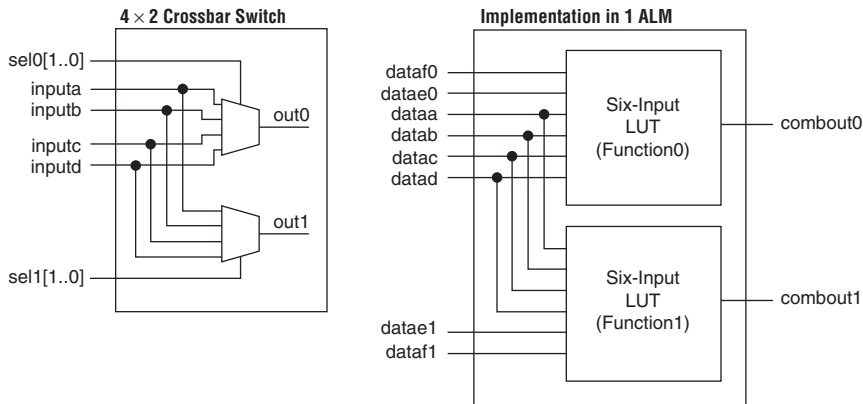 4 × 2 Crossbar Switch
sel0[1..0]
inputa
inputb
inputc
inputd
out0
out1
sel1[1..0]
Implementation in 1 ALM
dataf0
datae0
dataa
datab
datac
datad
Six-Input
LUT
(Function0)
combout0
Six-Input
LUT
(Function1)
combout1
datae1
dataf1